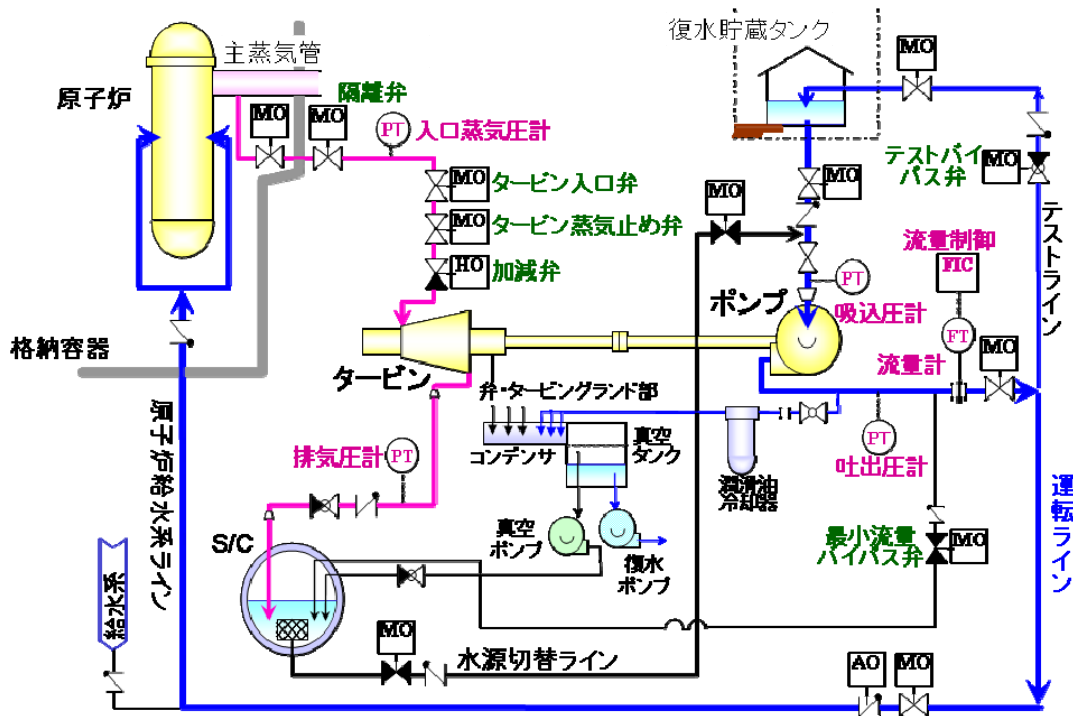 復水貯蔵タンク
主蒸気管
原子炉
隔離弁
MO
MO
PT
入口蒸気圧計
MO
タービン入口弁
MO
タービン蒸気止め弁
HO
加減弁
MO
MO
テストバイ
パス弁
MO
テストライン
MO
流量制御
FIC
PT
吸込圧計
ポンプ
FT
流量計
MO
格納容器
タービン
弁・タービングランド部
コンデンサ
真空
タンク
潤滑油
冷却器
PT
吐出圧計
排気圧計
PT
真空
ポンプ
復水
ポンプ
最小流量
バイパス弁
MO
運転ライン
S/C
原子炉給水系ライン
給水系
MO
水源切替ライン
AO
MO